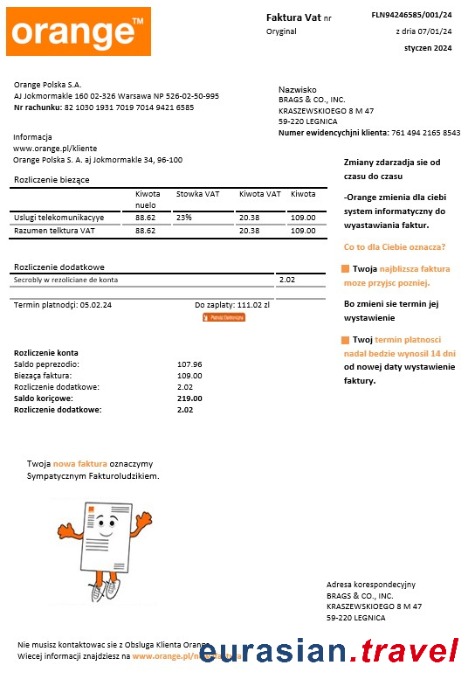 orange™
Faktura Vat nr
FLN94246585/001/24
Oryginal
z dnia 07/01/24
styczen 2024
Orange Polska S.A.
AJ Jokmormakle 160 02-326 Warsawa NP 526-02-50-995
Nr rachunku: 82 1030 1931 7019 7014 9421 6585
Nazwisko
BRAGS & CO., INC.
KRASZEWSKIOEGO 8 M 47
59-220 LEGNICA
Numer ewidencychjni klienta: 761 494 2165 8543
Informacja
www.orange.pl/kliente
Orange Polska S. A. aj Jokmormakle 34, 96-100
Rozliczenie biezące
Kiwota nuelo
Stowka VAT
Kiwota VAT
Kiwota
Uslugi telekomunikacyye 88.62 23% 20.38 109.00
Razumen telktura VAT 88.62 20.38 109.00
Rozliczenie dodatkowe
Secrobly w rezoliciane de konta 2.02
Termin platnodçi: 05.02.24
Do zaplaty: 111.02 zl
Rozliczenie konta
Saldo peprezodio: 107.96
Bieząça faktura: 109.00
Rozliczenie dodatkowe: 2.02
Saldo koriçowe: 219.00
Rozliczenie dodatkowe: 2.02
Zmiany zdarzadja sie od
czasu do czasu
-Orange zmienia dla ciebi
system informatyczny do
wyastawiania faktur.
Co to dla Ciebie oznacza?
Twoja najblizsza faktura
moze przyjsc pozniej.
Bo zmieni sie termin jej
wystawienie
Twoj termin platnosci
nadal bedzie wynosil 14 dni
od nowej daty wystawienie
faktury.
Twoja nowa faktura oznaczymy
Sympatycznym Fakturoludzikiem.
Adresa korespondecyjny
BRAGS & CO., INC.
KRASZEWSKIOEGO 8 M 47
59-220 LEGNICA
Nie musisz kontaktowac sie z Obsluga Klienta Orange
Wiecej informacji znajdziesz na www.orange.pl/
eurasian.travel